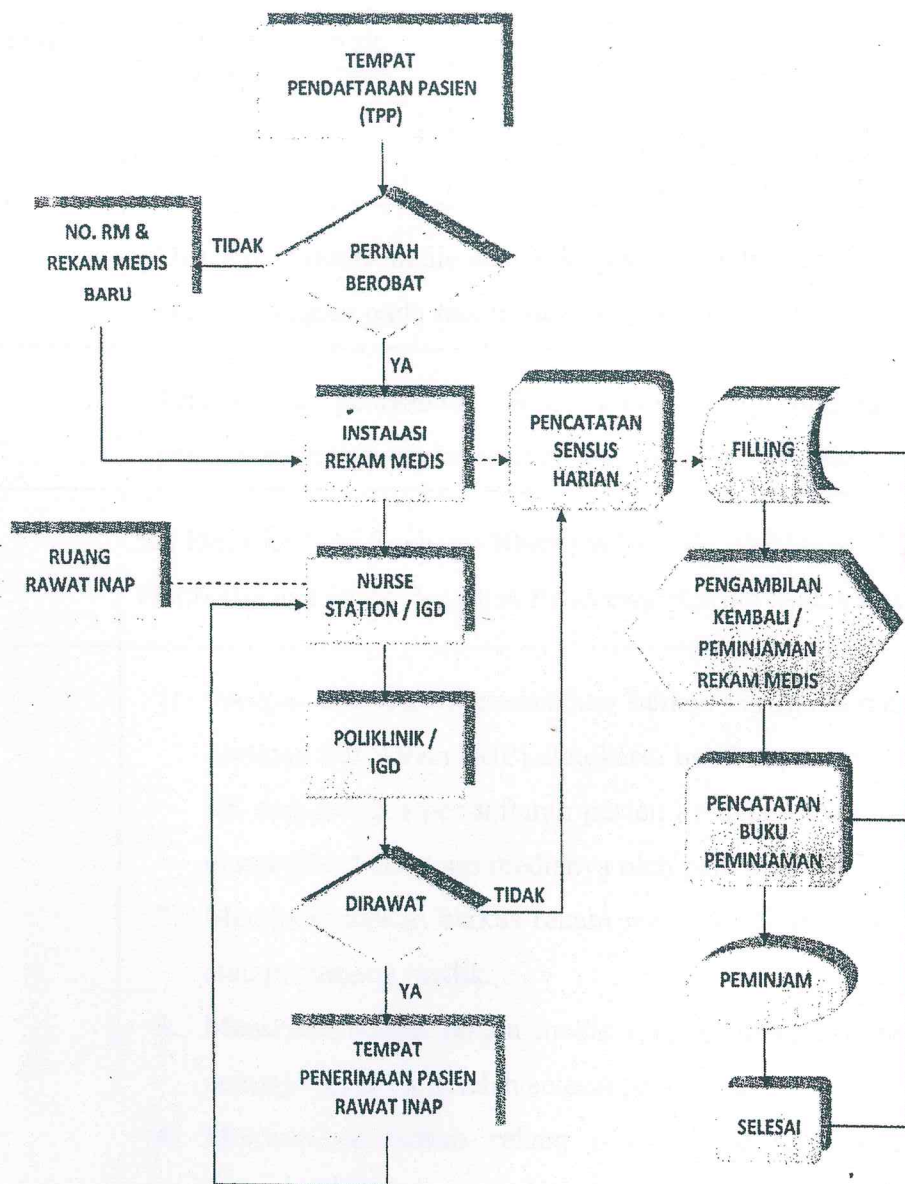 TEMPAT
PENDAFTARAN PASIEN
(TPP)
NO. RM &
REKAM MEDIS
BARU
TIDAK
PERNAH
BEROBAT
YA
INSTALASI
REKAM MEDIS
PENCATATAN
SENSUS
HARIAN
FILLING
RUANG
RAWAT INAP
NURSE
STATION / IGD
PENGAMBILAN
KEMBALI /
PEMINJAMAN
REKAM MEDIS
POLIKLINIK /
IGD
PENCATATAN
BUKU
PEMINJAMAN
DIRAWAT
TIDAK
YA
PEMINJAM
TEMPAT
PENERIMAAN PASIEN
RAWAT INAP
SELESAI